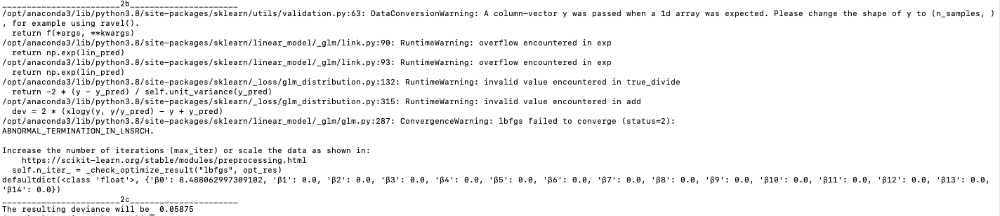 ________________________2b______________________
/opt/anaconda3/lib/python3.8/site-packages/sklearn/utils/validation.py:63: DataConversionWarning: A column-vector y was passed when a 1d array was expected. Please change the shape of y to (n_samples, )
, for example using ravel().
  return f(*args, **kwargs)
/opt/anaconda3/lib/python3.8/site-packages/sklearn/linear_model/_glm/link.py:90: RuntimeWarning: overflow encountered in exp
  return np.exp(lin_pred)
/opt/anaconda3/lib/python3.8/site-packages/sklearn/linear_model/_glm/link.py:93: RuntimeWarning: overflow encountered in exp
  return np.exp(lin_pred)
/opt/anaconda3/lib/python3.8/site-packages/sklearn/_loss/glm_distribution.py:132: RuntimeWarning: invalid value encountered in true_divide
  return -2 * (y - y_pred) / self.unit_variance(y_pred)
/opt/anaconda3/lib/python3.8/site-packages/sklearn/_loss/glm_distribution.py:315: RuntimeWarning: invalid value encountered in add
  dev = 2 * (xlogy(y, y/y_pred) - y + y_pred)
/opt/anaconda3/lib/python3.8/site-packages/sklearn/linear_model/_glm/glm.py:287: ConvergenceWarning: lbfgs failed to converge (status=2):
ABNORMAL_TERMINATION_IN_LNSRCH.

Increase the number of iterations (max_iter) or scale the data as shown in:
    https://scikit-learn.org/stable/modules/preprocessing.html
  self.n_iter_ = _check_optimize_result("lbfgs", opt_res)
defaultdict(<class 'float'>, {'β0': 8.488062997309102, 'β1': 0.0, 'β2': 0.0, 'β3': 0.0, 'β4': 0.0, 'β5': 0.0, 'β6': 0.0, 'β7': 0.0, 'β8': 0.0, 'β9': 0.0, 'β10': 0.0, 'β11': 0.0, 'β12': 0.0, 'β13': 0.0,
'β14': 0.0})
________________________2c______________________
The resulting deviance will be  0.05875